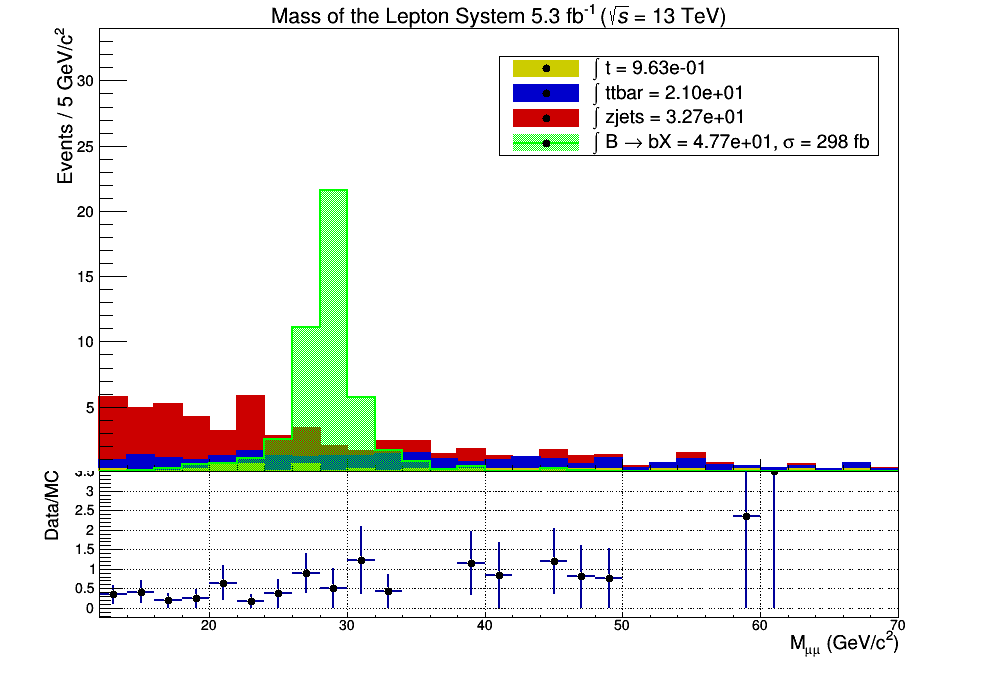 Mass of the Lepton System 5.3 fb⁻¹ (√s = 13 TeV)
Events / 5 GeV/c²
30
25
20
15
10
5
∫ t = 9.63e-01
∫ ttbar = 2.10e+01
∫ zjets = 3.27e+01
∫ B → bX = 4.77e+01, σ = 298 fb
Data/MC
3.5
3
2.5
2
1.5
1
0.5
0
20 30 40 50 60 70
M_μμ (GeV/c²)